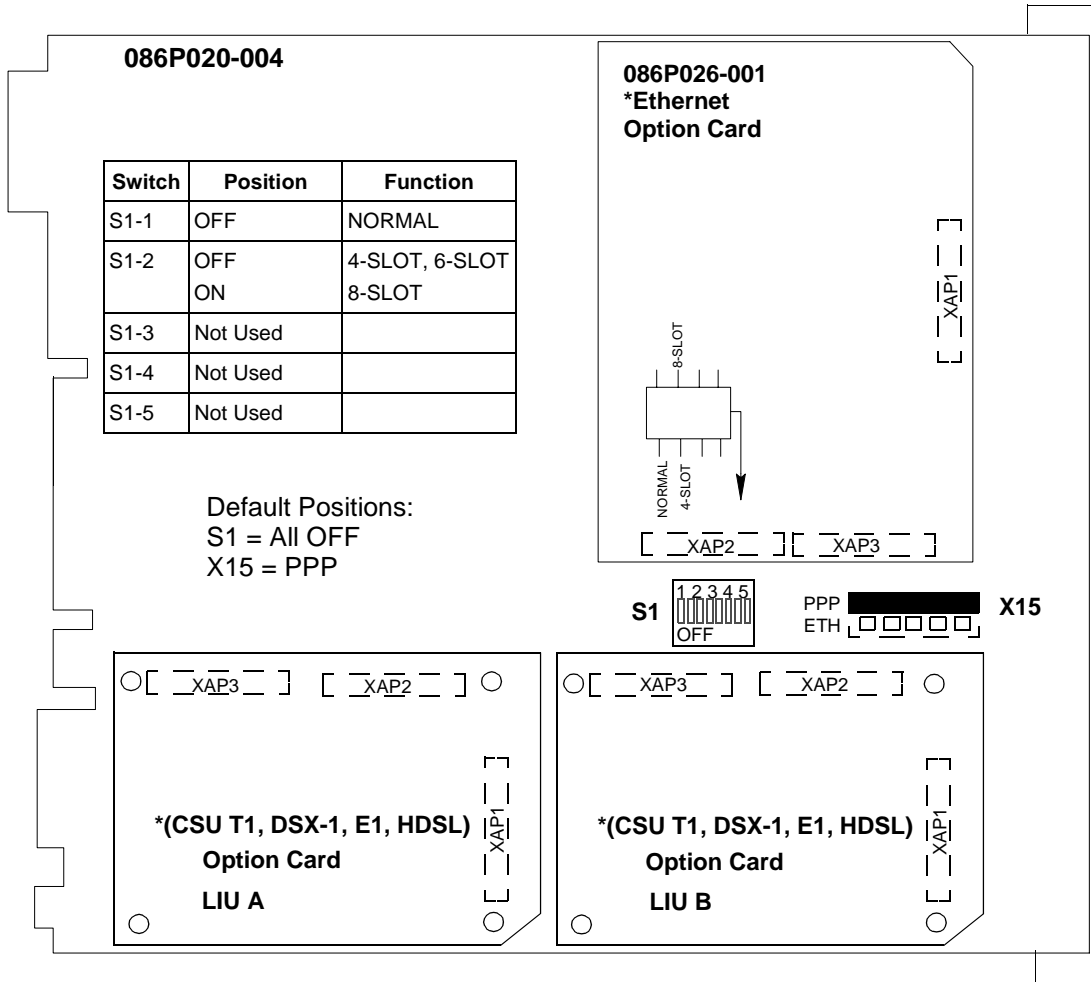 086P020-004
086P026-001
*Ethernet
Option Card
Switch Position Function
S1-1 OFF NORMAL
S1-2 OFF 4-SLOT, 6-SLOT
ON 8-SLOT
S1-3 Not Used
S1-4 Not Used
S1-5 Not Used
XAP1
8-SLOT
NORMAL
4-SLOT
Default Positions:
S1 = All OFF
X15 = PPP
XAP2 XAP3
S1
1 2 3 4 5
OFF
PPP
ETH
X15
XAP3 XAP2
XAP1
*(CSU T1, DSX-1, E1, HDSL)
Option Card
LIU A
XAP3 XAP2
XAP1
*(CSU T1, DSX-1, E1, HDSL)
Option Card
LIU B